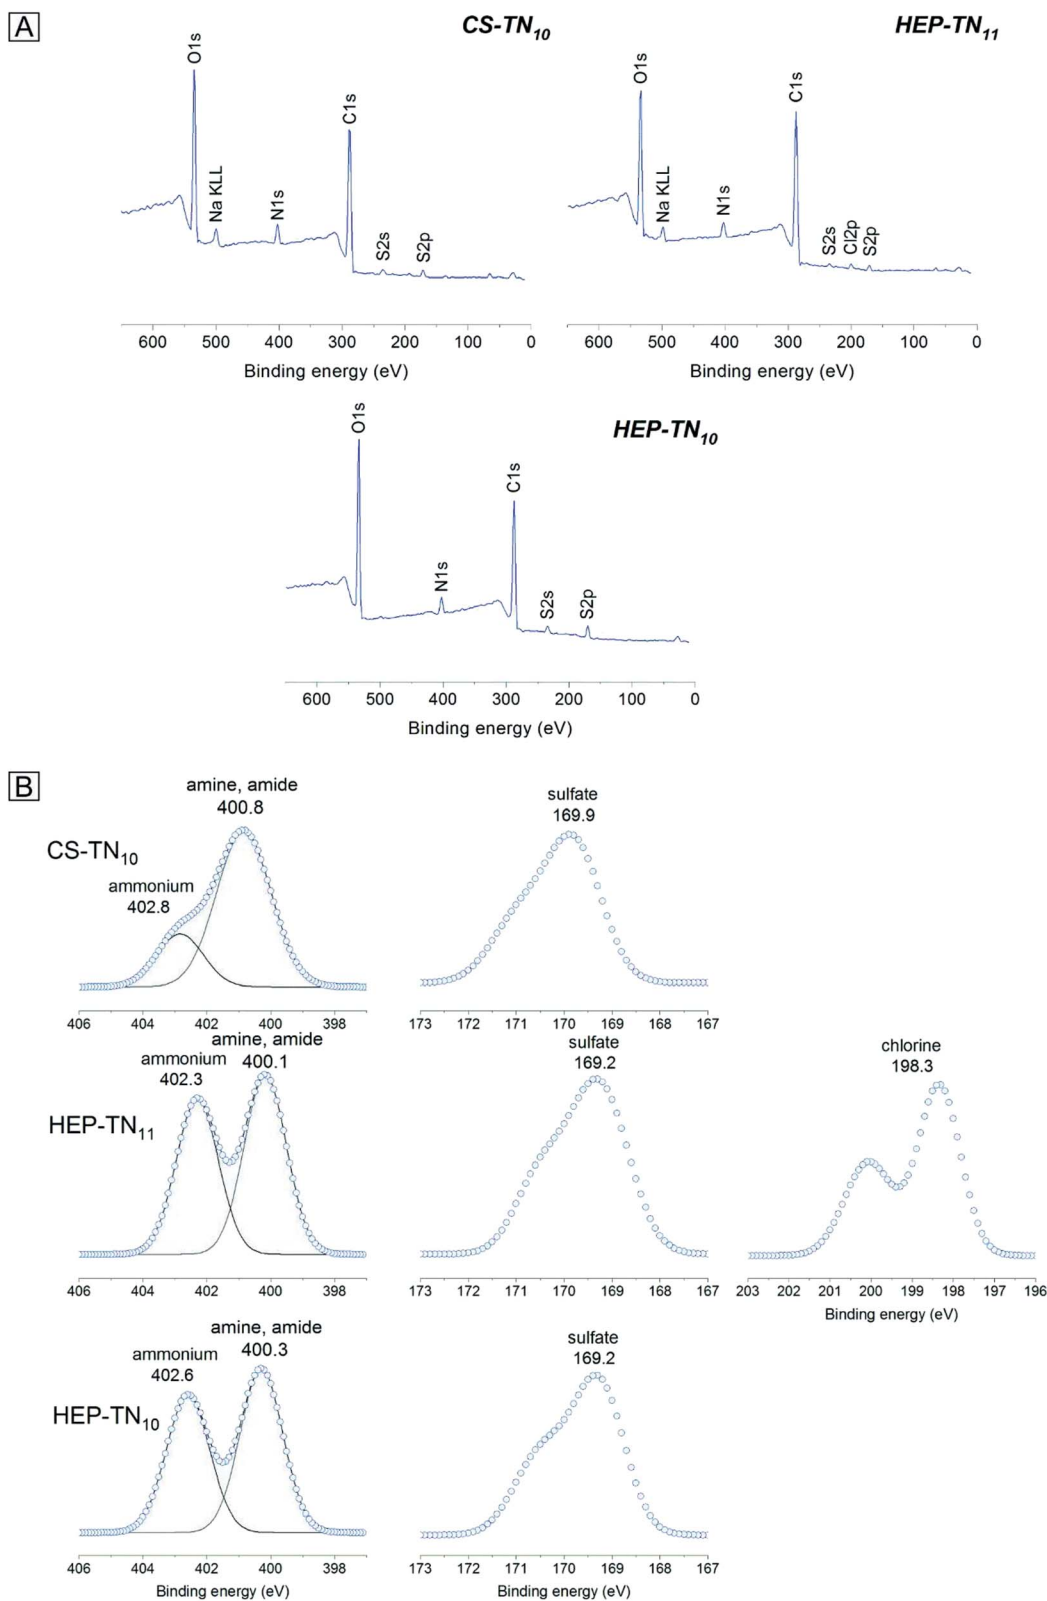 A
CS-TN10
O1s
Na KLL
N1s
C1s
S2s
S2p
600 500 400 300 200 100 0
Binding energy (eV)
HEP-TN11
O1s
Na KLL
N1s
C1s
S2s
Cl2p
S2p
600 500 400 300 200 100 0
Binding energy (eV)
HEP-TN10
O1s
N1s
C1s
S2s
S2p
600 500 400 300 200 100 0
Binding energy (eV)
B
CS-TN10
amine, amide
400.8
ammonium
402.8
406 404 402 400 398
sulfate
169.9
173 172 171 170 169 168 167
HEP-TN11
amine, amide
400.1
ammonium
402.3
406 404 402 400 398
sulfate
169.2
173 172 171 170 169 168 167
chlorine
198.3
203 202 201 200 199 198 197 196
Binding energy (eV)
HEP-TN10
amine, amide
400.3
ammonium
402.6
406 404 402 400 398
Binding energy (eV)
sulfate
169.2
173 172 171 170 169 168 167
Binding energy (eV)